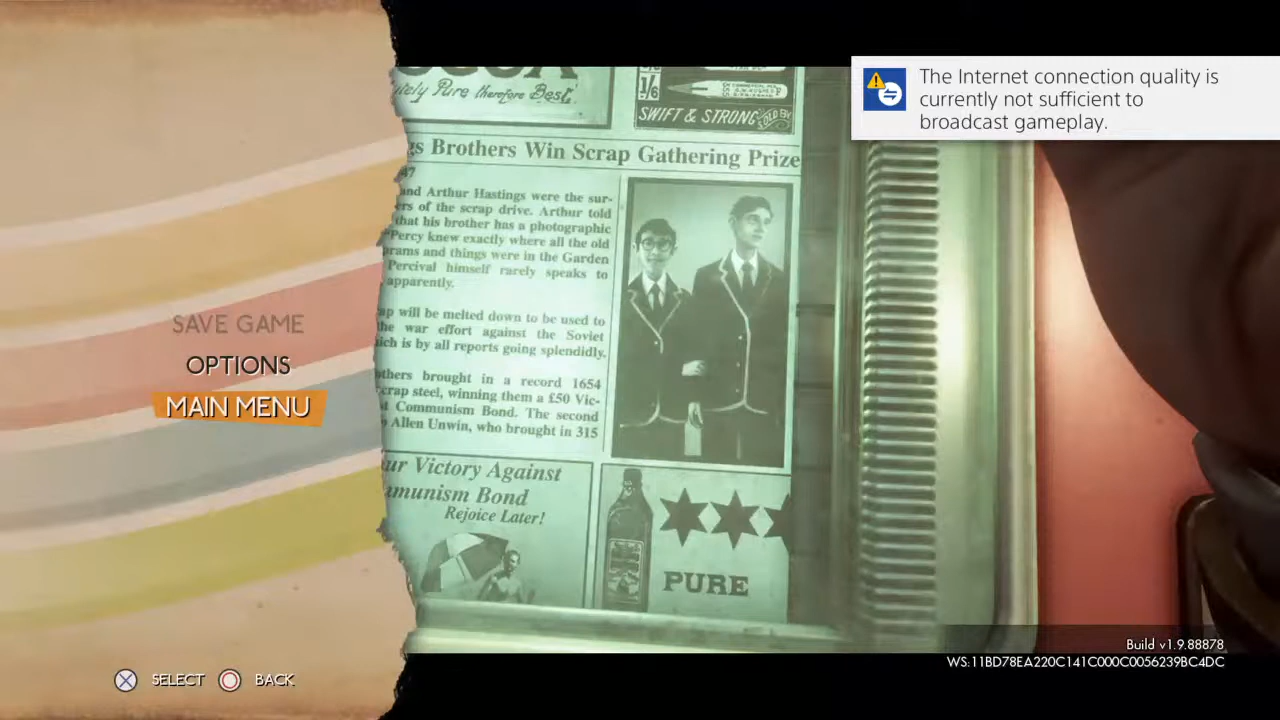 SAVE GAME
OPTIONS
MAIN MENU
SELECT
BACK
The Internet connection quality is
currently not sufficient to
broadcast gameplay.
Pure therefore Best.
1/6
SWIFT & STRONG
SOLD BY
gs Brothers Win Scrap Gathering Prize
47
and Arthur Hastings were the sur-
ers of the scrap drive. Arthur told
that his brother has a photographic
"Percy knew exactly where all the old
prams and things were in the Garden
Percival himself rarely speaks to
apparently.
ap will be melted down to be used to
the war effort against the Soviet
ich is by all reports going splendidly.
thers brought in a record 1654
crap steel, winning them a £50 Vic-
t Communism Bond. The second
Allen Unwin, who brought in 315
ur Victory Against
mmunism Bond
Rejoice Later!
PURE
Build v1.9.88878
WS:11BD78EA220C141C000C0056239BC4DC